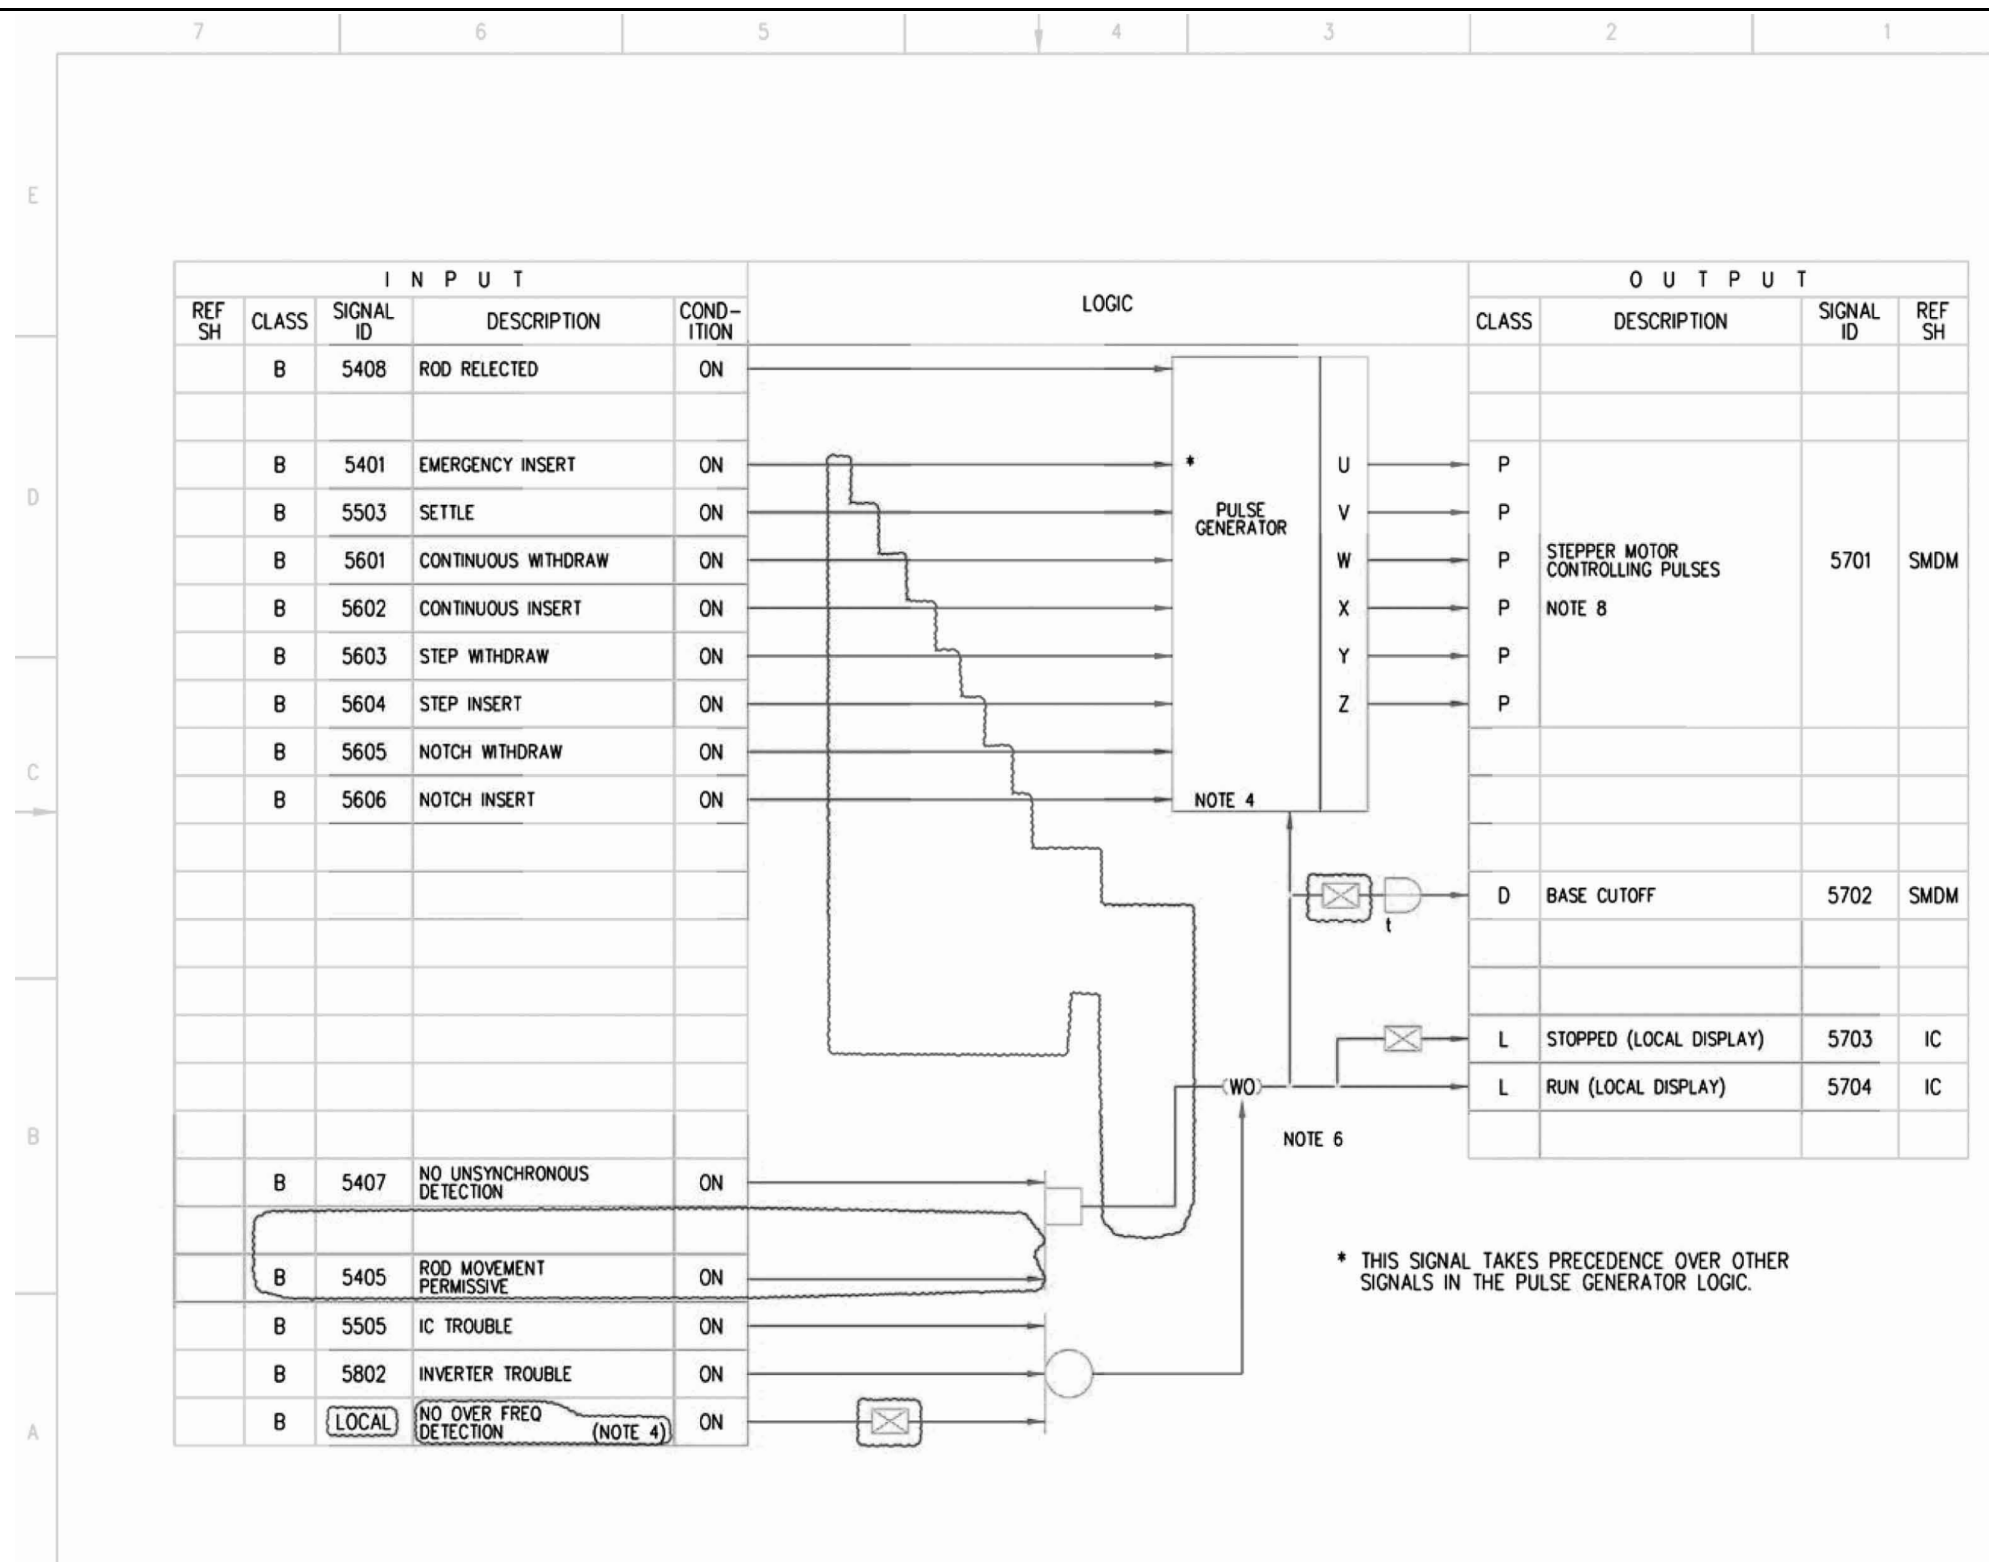 7 6 5 4 3 2 1
E
D
C
B
A
I N P U T
LOGIC
O U T P U T
REF SH CLASS SIGNAL ID DESCRIPTION COND-ITION
CLASS DESCRIPTION SIGNAL ID REF SH
B 5408 ROD RELECTED ON
B 5401 EMERGENCY INSERT ON * U P
B 5503 SETTLE ON V P
PULSE
GENERATOR
B 5601 CONTINUOUS WITHDRAW ON W P
STEPPER MOTOR
CONTROLLING PULSES
5701 SMDM
B 5602 CONTINUOUS INSERT ON X P NOTE 8
B 5603 STEP WITHDRAW ON Y P
B 5604 STEP INSERT ON Z P
B 5605 NOTCH WITHDRAW ON
B 5606 NOTCH INSERT ON NOTE 4
t
D BASE CUTOFF 5702 SMDM
L STOPPED (LOCAL DISPLAY) 5703 IC
(WO) L RUN (LOCAL DISPLAY) 5704 IC
NOTE 6
B 5407 NO UNSYNCHRONOUS
DETECTION
ON
B 5405 ROD MOVEMENT
PERMISSIVE
ON
* THIS SIGNAL TAKES PRECEDENCE OVER OTHER
SIGNALS IN THE PULSE GENERATOR LOGIC.
B 5505 IC TROUBLE ON
B 5802 INVERTER TROUBLE ON
B LOCAL NO OVER FREQ
DETECTION (NOTE 4)
ON